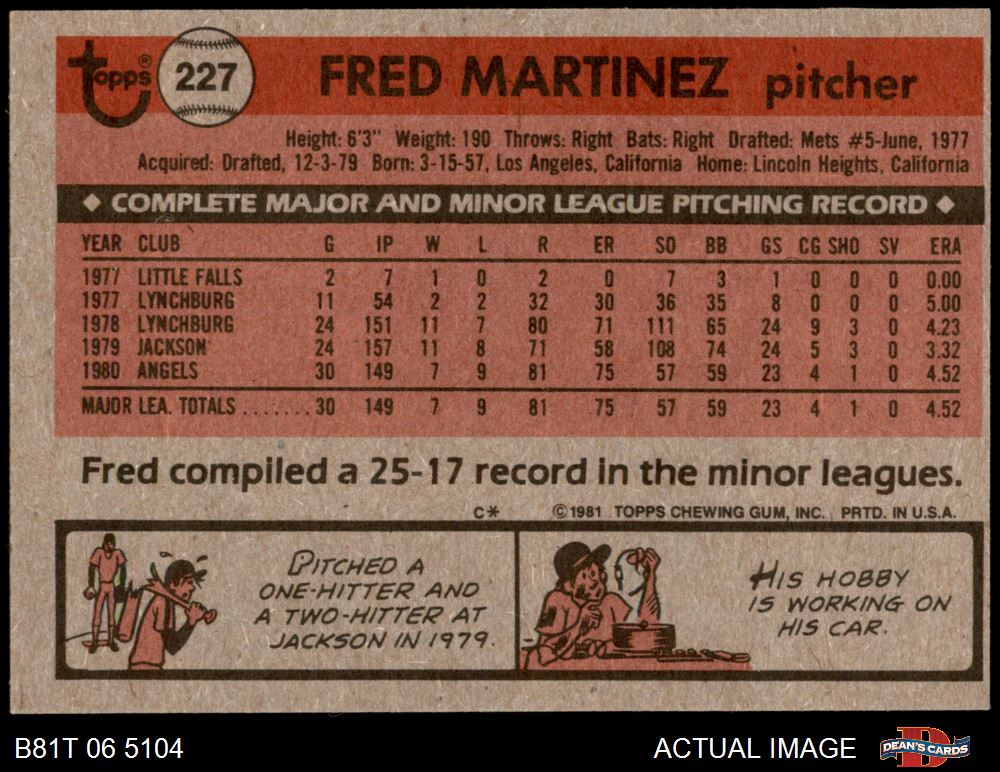 Topps® 227 FRED MARTINEZ pitcher
Height: 6'3" Weight: 190 Throws: Right Bats: Right Drafted: Mets #5-June, 1977
Acquired: Drafted, 12-3-79 Born: 3-15-57, Los Angeles, California Home: Lincoln Heights, California
◆ COMPLETE MAJOR AND MINOR LEAGUE PITCHING RECORD ◆
YEAR CLUB G IP W L R ER SO BB GS CG SHO SV ERA
1977 LITTLE FALLS 2 7 1 0 2 0 7 3 1 0 0 0 0.00
1977 LYNCHBURG 11 54 2 2 32 30 36 35 8 0 0 0 5.00
1978 LYNCHBURG 24 151 11 7 80 71 111 65 24 9 3 0 4.23
1979 JACKSON 24 157 11 8 71 58 108 74 24 5 3 0 3.32
1980 ANGELS 30 149 7 9 81 75 57 59 23 4 1 0 4.52
MAJOR LEA. TOTALS .......30 149 7 9 81 75 57 59 23 4 1 0 4.52
Fred compiled a 25-17 record in the minor leagues.
C* ©1981 TOPPS CHEWING GUM, INC. PRTD. IN U.S.A.
PITCHED A
ONE-HITTER AND
A TWO-HITTER AT
JACKSON IN 1979.
HIS HOBBY
IS WORKING ON
HIS CAR.
B81T 06 5104 ACTUAL IMAGE DEAN'S CARDS